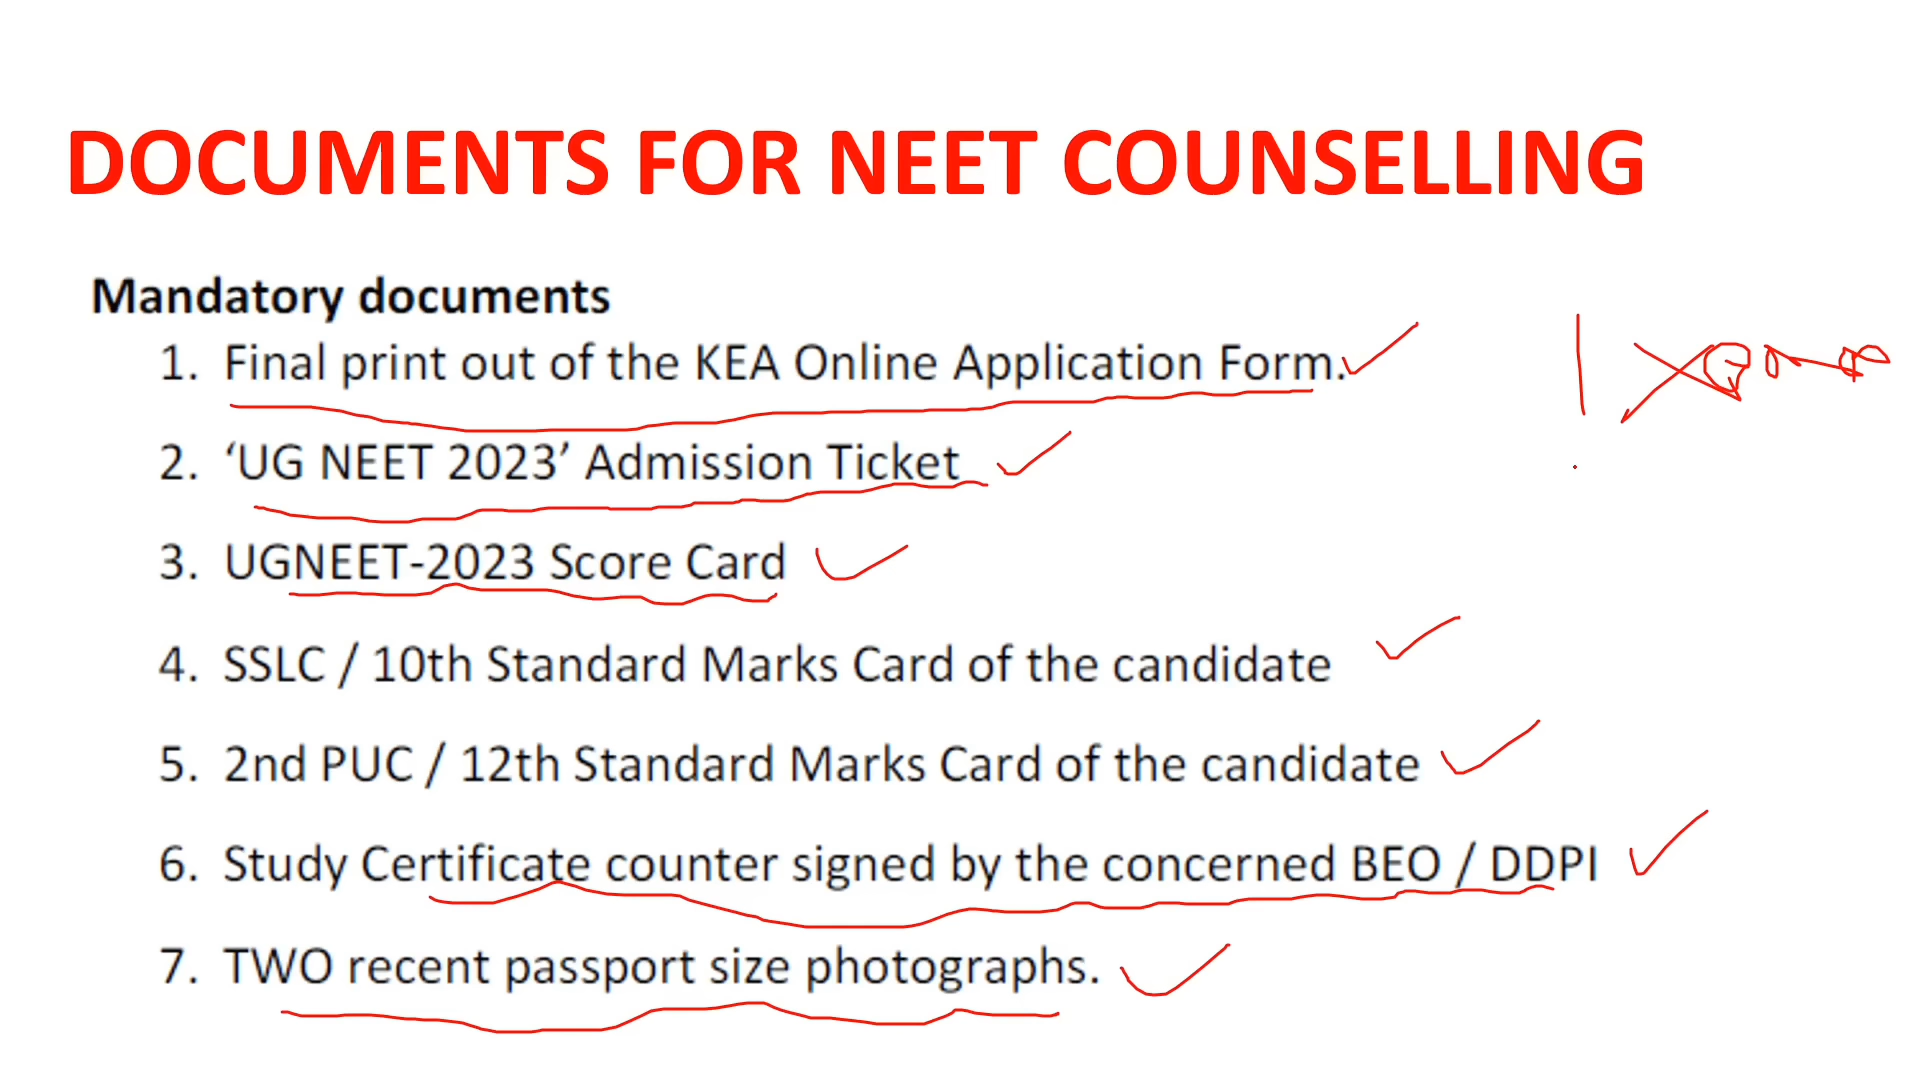 DOCUMENTS FOR NEET COUNSELLING
Mandatory documents
1. Final print out of the KEA Online Application Form.
2. ‘UG NEET 2023’ Admission Ticket
3. UGNEET-2023 Score Card
4. SSLC / 10th Standard Marks Card of the candidate
5. 2nd PUC / 12th Standard Marks Card of the candidate
6. Study Certificate counter signed by the concerned BEO / DDPI
7. TWO recent passport size photographs.